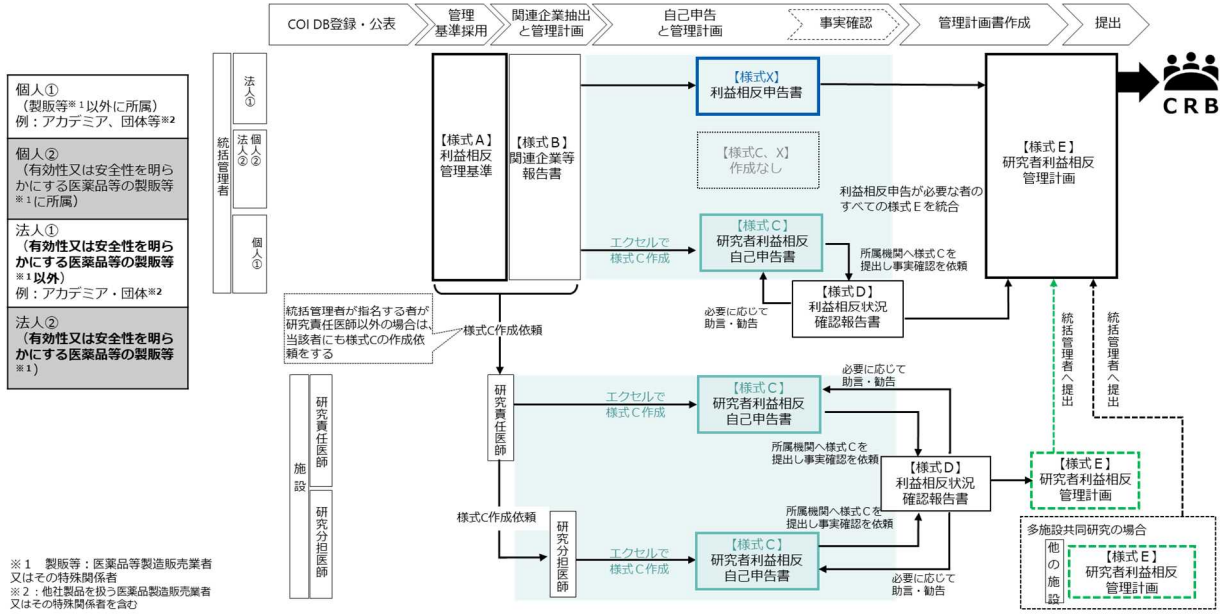 COI DB登録・公表
管理
基準採用
関連企業抽出
と管理計画
自己申告
と管理計画
事実確認
管理計画書作成
提出
個人①
（製販等※1以外に所属）
例：アカデミア、団体等※2
個人②
（有効性又は安全性を明ら
かにする医薬品等の製販等
※1に所属）
法人①
（有効性又は安全性を明ら
かにする医薬品等の製販等
※1以外）
例：アカデミア・団体※2
法人②
（有効性又は安全性を明ら
かにする医薬品等の製販等
※1）
統括管理者
法人①
個人②
法人②
個人①
【様式A】
利益相反
管理基準
【様式B】
関連企業等
報告書
【様式X】
利益相反申告書
【様式C、X】
作成なし
エクセルで
様式C作成
【様式C】
研究者利益相反
自己申告書
所属機関へ様式Cを
提出し事実確認を依頼
必要に応じて
助言・勧告
【様式D】
利益相反状況
確認報告書
利益相反申告が必要な者の
すべての様式Eを統合
【様式E】
研究者利益相反
管理計画
CRB
統括管理者が指名する者が
研究責任医師以外の場合は、
当該者にも様式Cの作成依
頼をする
様式C作成依頼
施設
研究責任医師
研究分担医師
研究責任医師
エクセルで
様式C作成
【様式C】
研究者利益相反
自己申告書
必要に応じて
助言・勧告
所属機関へ様式Cを
提出し事実確認を依頼
【様式D】
利益相反状況
確認報告書
様式C作成依頼
研究分担医師
エクセルで
様式C作成
【様式C】
研究者利益相反
自己申告書
所属機関へ様式Cを
提出し事実確認を依頼
必要に応じて
助言・勧告
【様式E】
研究者利益相反
管理計画
統括管理者へ提出
統括管理者へ提出
多施設共同研究の場合
他の施設
【様式E】
研究者利益相反
管理計画
※1　製販等：医薬品等製造販売業者
又はその特殊関係者
※2：他社製品を扱う医薬品製造販売業者
又はその特殊関係者を含む